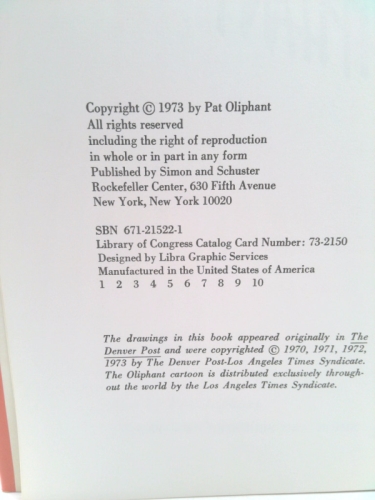 Copyright © 1973 by Pat Oliphant
All rights reserved
including the right of reproduction
in whole or in part in any form
Published by Simon and Schuster
Rockefeller Center, 630 Fifth Avenue
New York, New York 10020
SBN 671-21522-1
Library of Congress Catalog Card Number: 73-2150
Designed by Libra Graphic Services
Manufactured in the United States of America
1 2 3 4 5 6 7 8 9 10
The drawings in this book appeared originally in The
Denver Post and were copyrighted © 1970, 1971, 1972,
1973 by The Denver Post-Los Angeles Times Syndicate.
The Oliphant cartoon is distributed exclusively through-
out the world by the Los Angeles Times Syndicate.